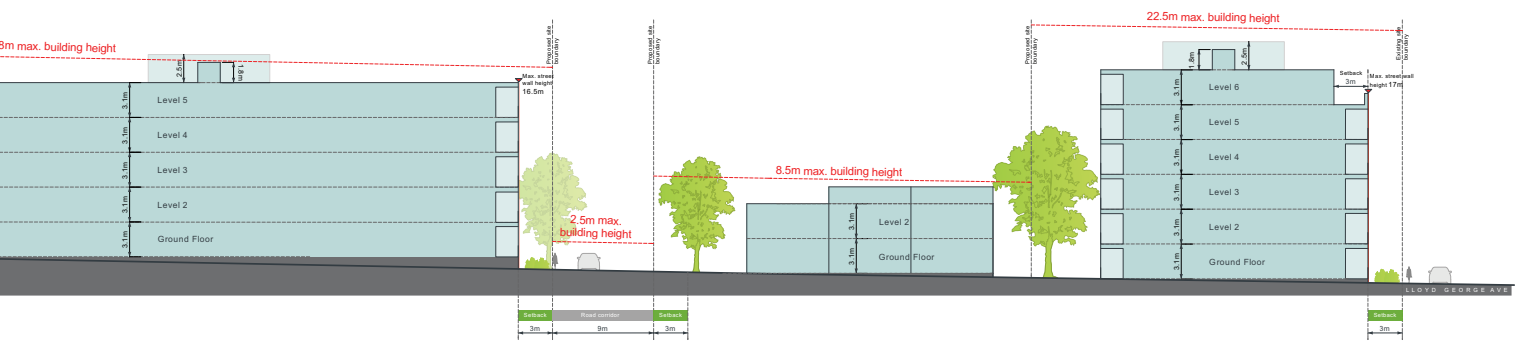 8m max. building height
22.5m max. building height
Proposed site
boundary
Proposed site
boundary
Proposed site
boundary
Existing site
boundary
2.5m
1.8m
Max. street
wall height
16.5m
1.8m
2.5m
Setback
3m
Max. street wall
height 17m
3.1m
Level 5
3.1m
Level 4
3.1m
Level 3
3.1m
Level 2
3.1m
Ground Floor
2.5m max.
building height
8.5m max. building height
3.1m
Level 2
3.1m
Ground Floor
3.1m
Level 6
3.1m
Level 5
3.1m
Level 4
3.1m
Level 3
3.1m
Level 2
3.1m
Ground Floor
LLOYD GEORGE AVE
Setback
Road corridor
Setback
Setback
3m
9m
3m
3m